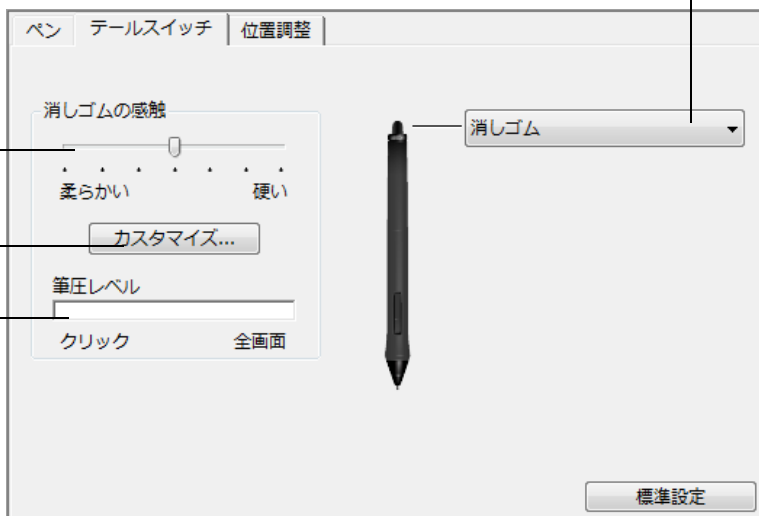 ペン テールスイッチ 位置調整
消しゴムの感触
消しゴム
柔らかい 硬い
カスタマイズ...
筆圧レベル
クリック 全画面
標準設定